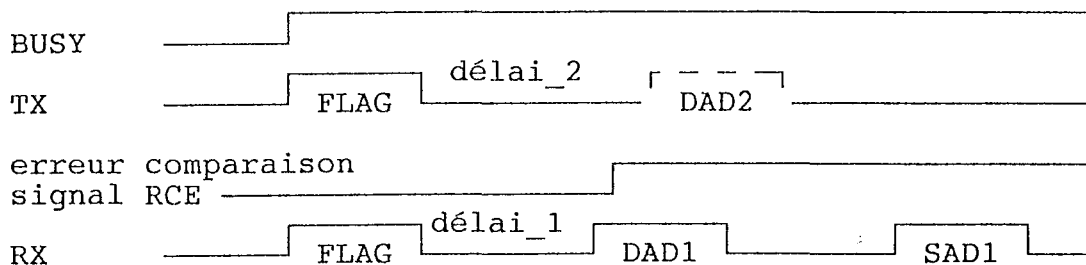 BUSY
délai_2
TX FLAG DAD2
erreur comparaison
signal RCE
délai_1
RX FLAG DAD1 SAD1